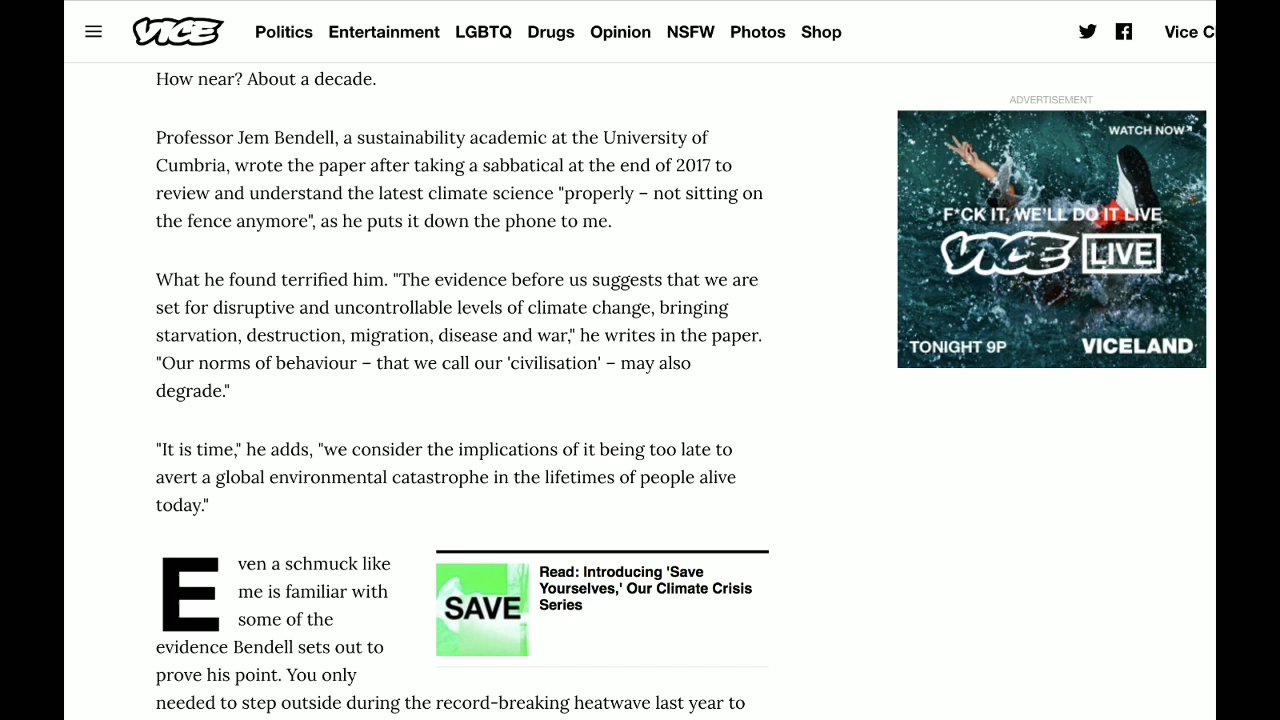 VICE
Politics Entertainment LGBTQ Drugs Opinion NSFW Photos Shop
Vice C
How near? About a decade.
Professor Jem Bendell, a sustainability academic at the University of
Cumbria, wrote the paper after taking a sabbatical at the end of 2017 to
review and understand the latest climate science "properly – not sitting on
the fence anymore", as he puts it down the phone to me.
What he found terrified him. "The evidence before us suggests that we are
set for disruptive and uncontrollable levels of climate change, bringing
starvation, destruction, migration, disease and war," he writes in the paper.
"Our norms of behaviour – that we call our 'civilisation' – may also
degrade."
"It is time," he adds, "we consider the implications of it being too late to
avert a global environmental catastrophe in the lifetimes of people alive
today."
Even a schmuck like
me is familiar with
some of the
evidence Bendell sets out to
prove his point. You only
needed to step outside during the record-breaking heatwave last year to
SAVE
Read: Introducing 'Save
Yourselves,' Our Climate Crisis
Series
ADVERTISEMENT
WATCH NOW
F*CK IT, WE'LL DO IT LIVE
VICE LIVE
TONIGHT 9P
VICELAND